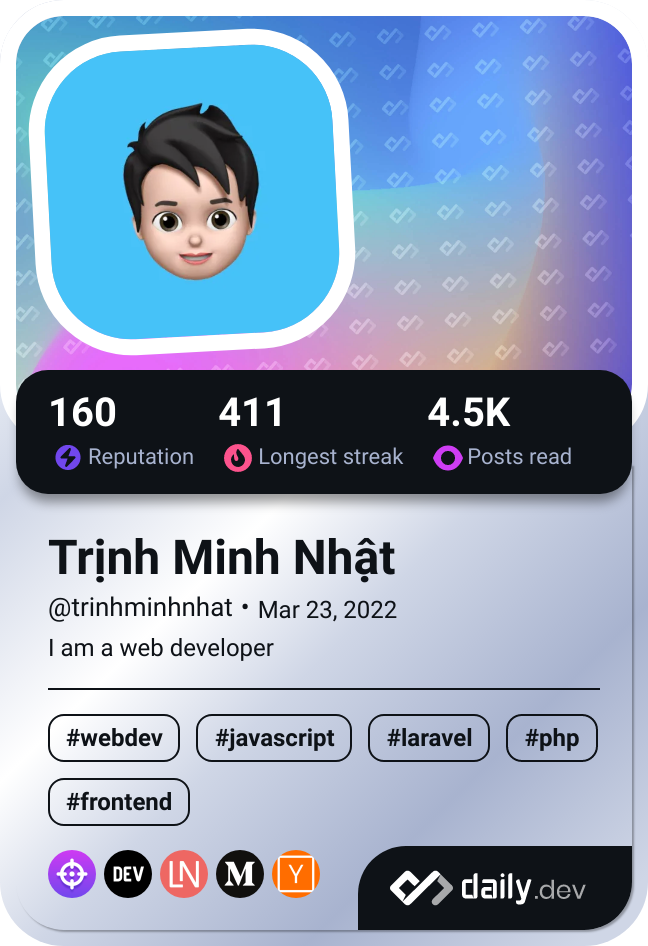 160 411 4.5K
Reputation Longest streak Posts read
Trịnh Minh Nhật
@trinhminhnhat • Mar 23, 2022
I am a web developer
#webdev #javascript #laravel #php
#frontend
DEV LN M Y
daily.dev